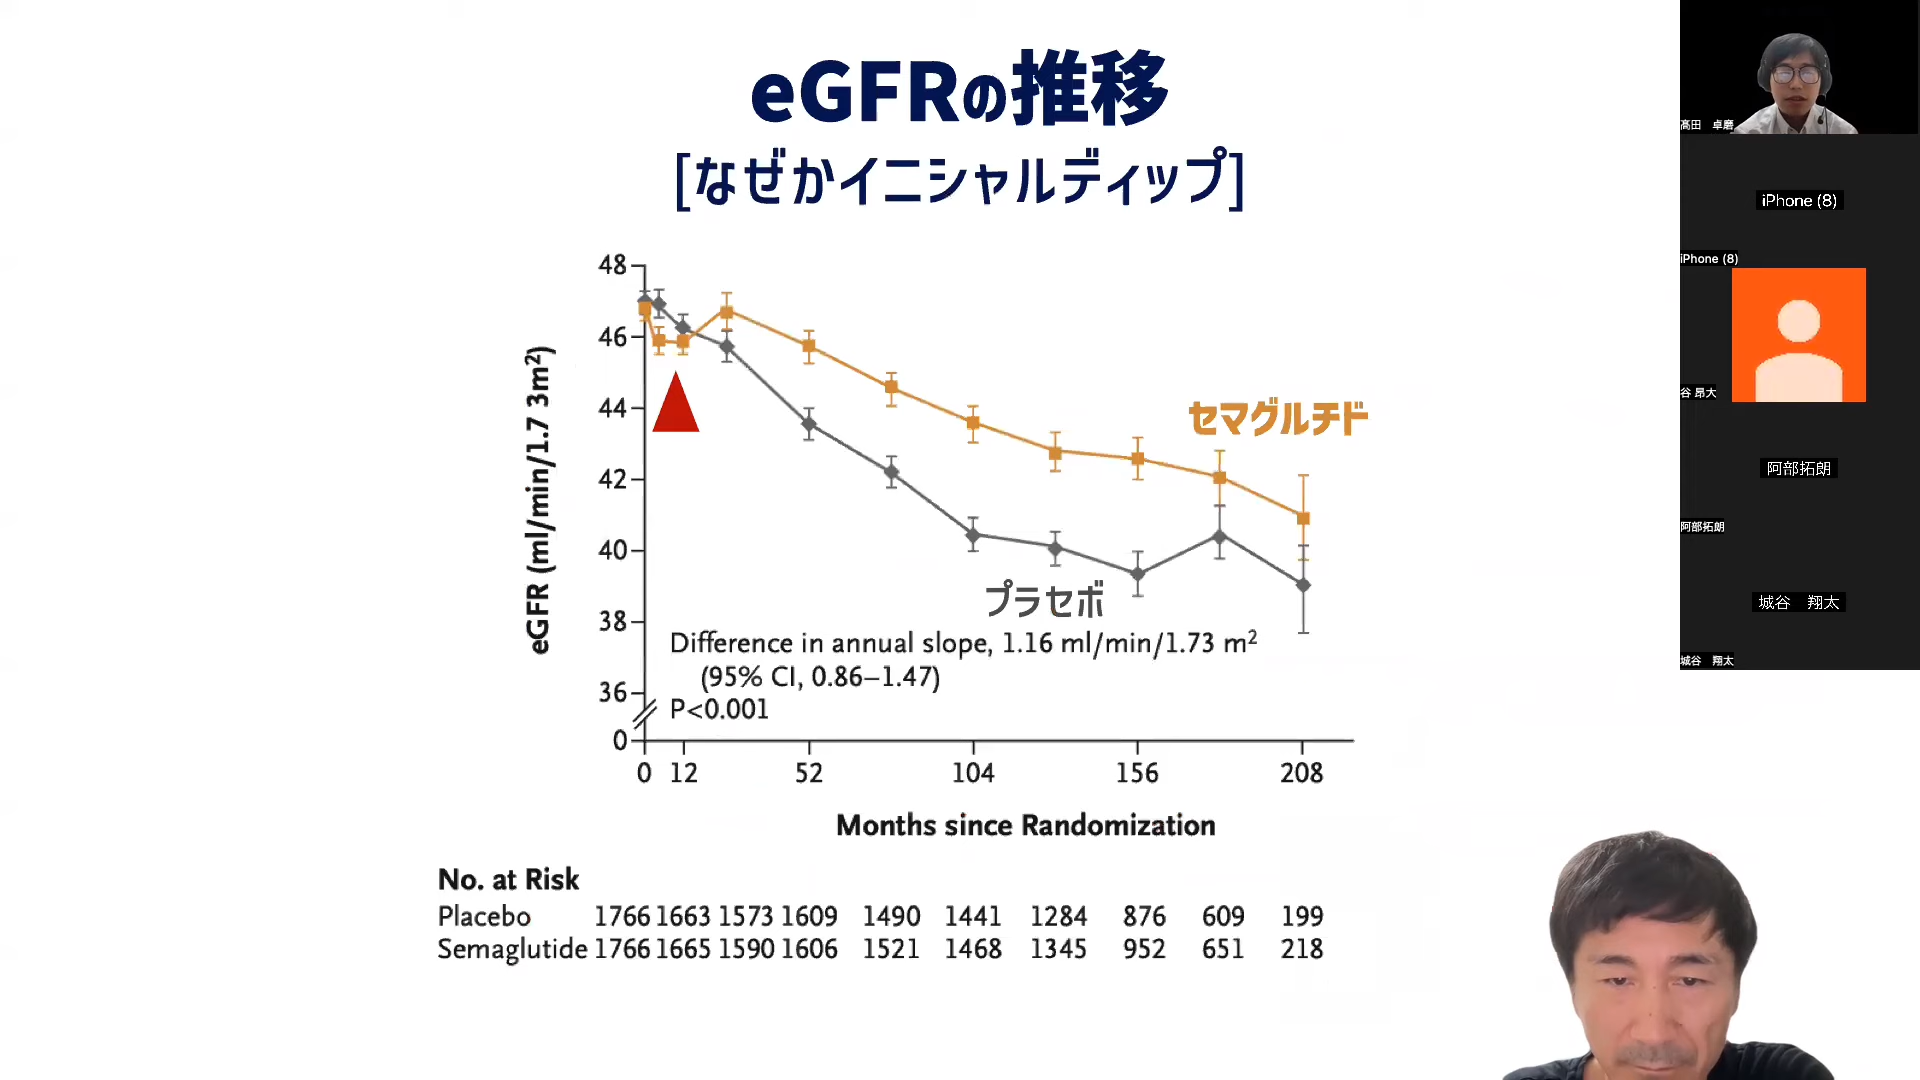 eGFRの推移
[なぜかイニシャルディップ]
48
46
44
42
40
38
36
0
eGFR (ml/min/1.7 3m²)
セマグルチド
プラセボ
Difference in annual slope, 1.16 ml/min/1.73 m²
(95% CI, 0.86–1.47)
P<0.001
0 12 52 104 156 208
Months since Randomization
No. at Risk
Placebo 1766 1663 1573 1609 1490 1441 1284 876 609 199
Semaglutide 1766 1665 1590 1606 1521 1468 1345 952 651 218
髙田 卓磨
iPhone (8)
iPhone (8)
谷 昂大
阿部拓朗
阿部拓朗
城谷 翔太
城谷 翔太